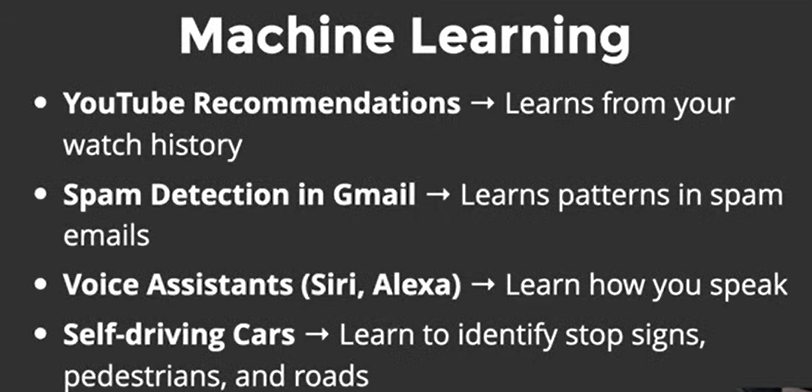 Machine Learning
• YouTube Recommendations → Learns from your
watch history
• Spam Detection in Gmail → Learns patterns in spam
emails
• Voice Assistants (Siri, Alexa) → Learn how you speak
• Self-driving Cars → Learn to identify stop signs,
pedestrians, and roads